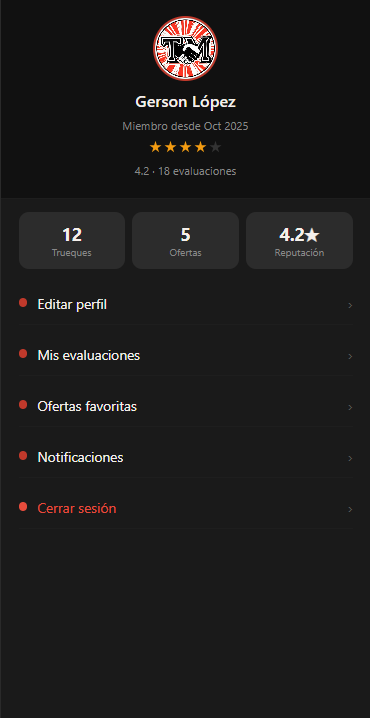 TM
Gerson López
Miembro desde Oct 2025
★★★★★
4.2 · 18 evaluaciones
12
Trueques
5
Ofertas
4.2★
Reputación
Editar perfil ›
Mis evaluaciones ›
Ofertas favoritas ›
Notificaciones ›
Cerrar sesión ›